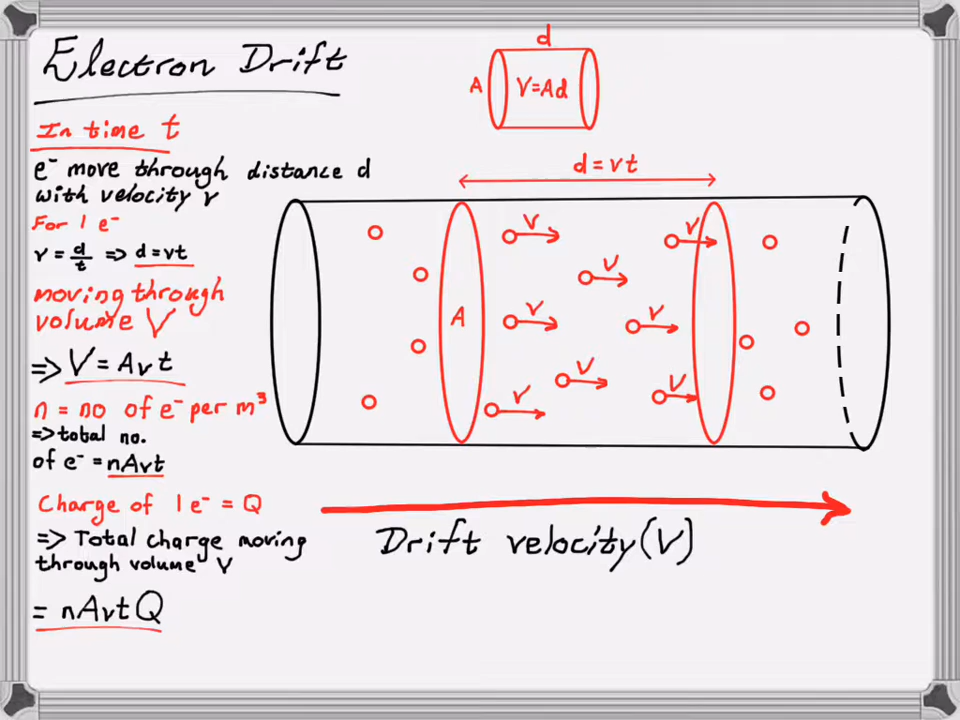 Electron Drift
In time t
e⁻ move through distance d
with velocity v
For 1 e⁻
v = d/t => d = vt
moving through
volume V
=> V = Avt
n = no of e⁻ per m³
=> total no.
of e⁻ = nAvt
Charge of 1 e⁻ = Q
=> Total charge moving
through volume V
= nAvtQ
d
A V=Ad
d = vt
V V
V
A V V
V V
V
Drift velocity (V)